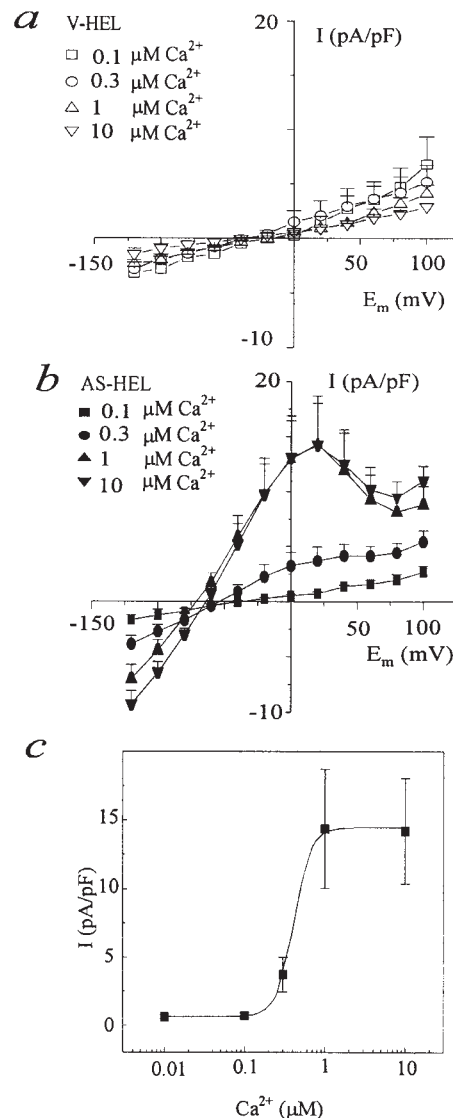 a
V-HEL
0.1 μM Ca²⁺
0.3 μM Ca²⁺
1 μM Ca²⁺
10 μM Ca²⁺
20
I (pA/pF)
-150
50
100
Eₘ (mV)
-10
b
AS-HEL
0.1 μM Ca²⁺
0.3 μM Ca²⁺
1 μM Ca²⁺
10 μM Ca²⁺
20
I (pA/pF)
-150
50
100
Eₘ (mV)
-10
c
I (pA/pF)
15
10
5
0
0.01
0.1
1
10
Ca²⁺ (μM)